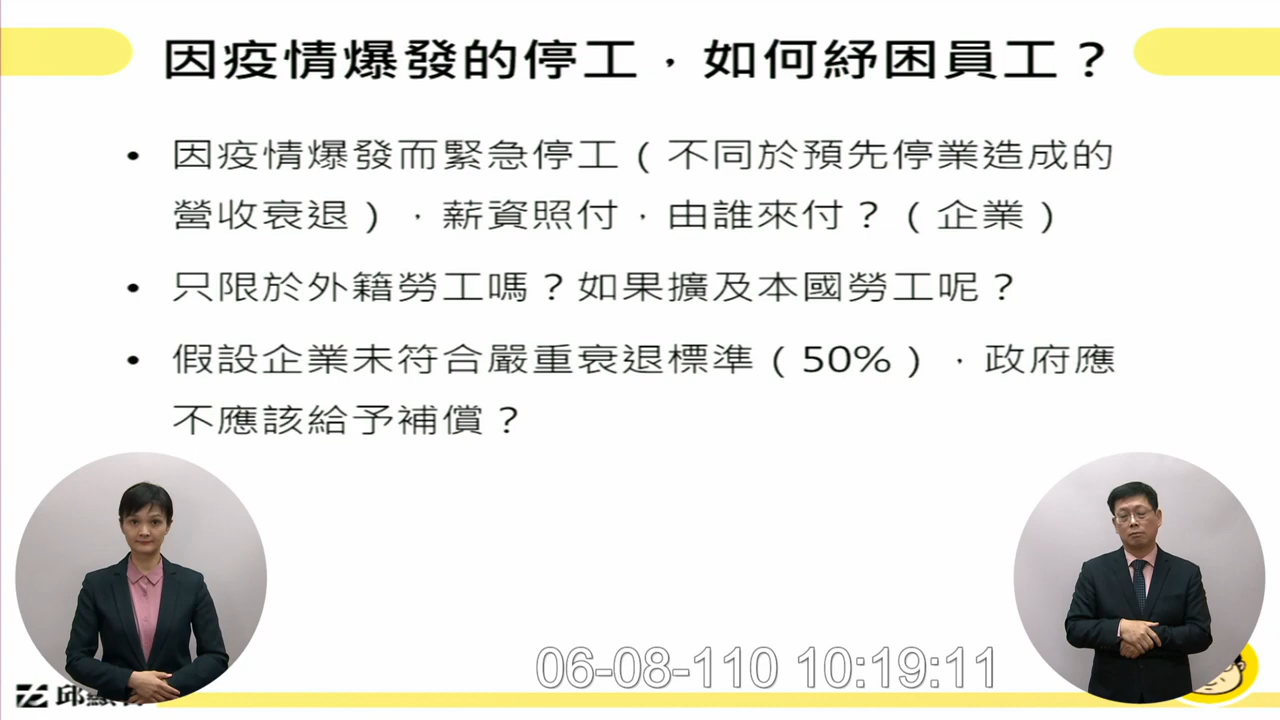 因疫情爆發的停工，如何紓困員工？
• 因疫情爆發而緊急停工（不同於預先停業造成的
營收衰退），薪資照付，由誰來付？（企業）
• 只限於外籍勞工嗎？如果擴及本國勞工呢？
• 假設企業未符合嚴重衰退標準（50%），政府應
不應該給予補償？
06-08-110 10:19:11
邱顯